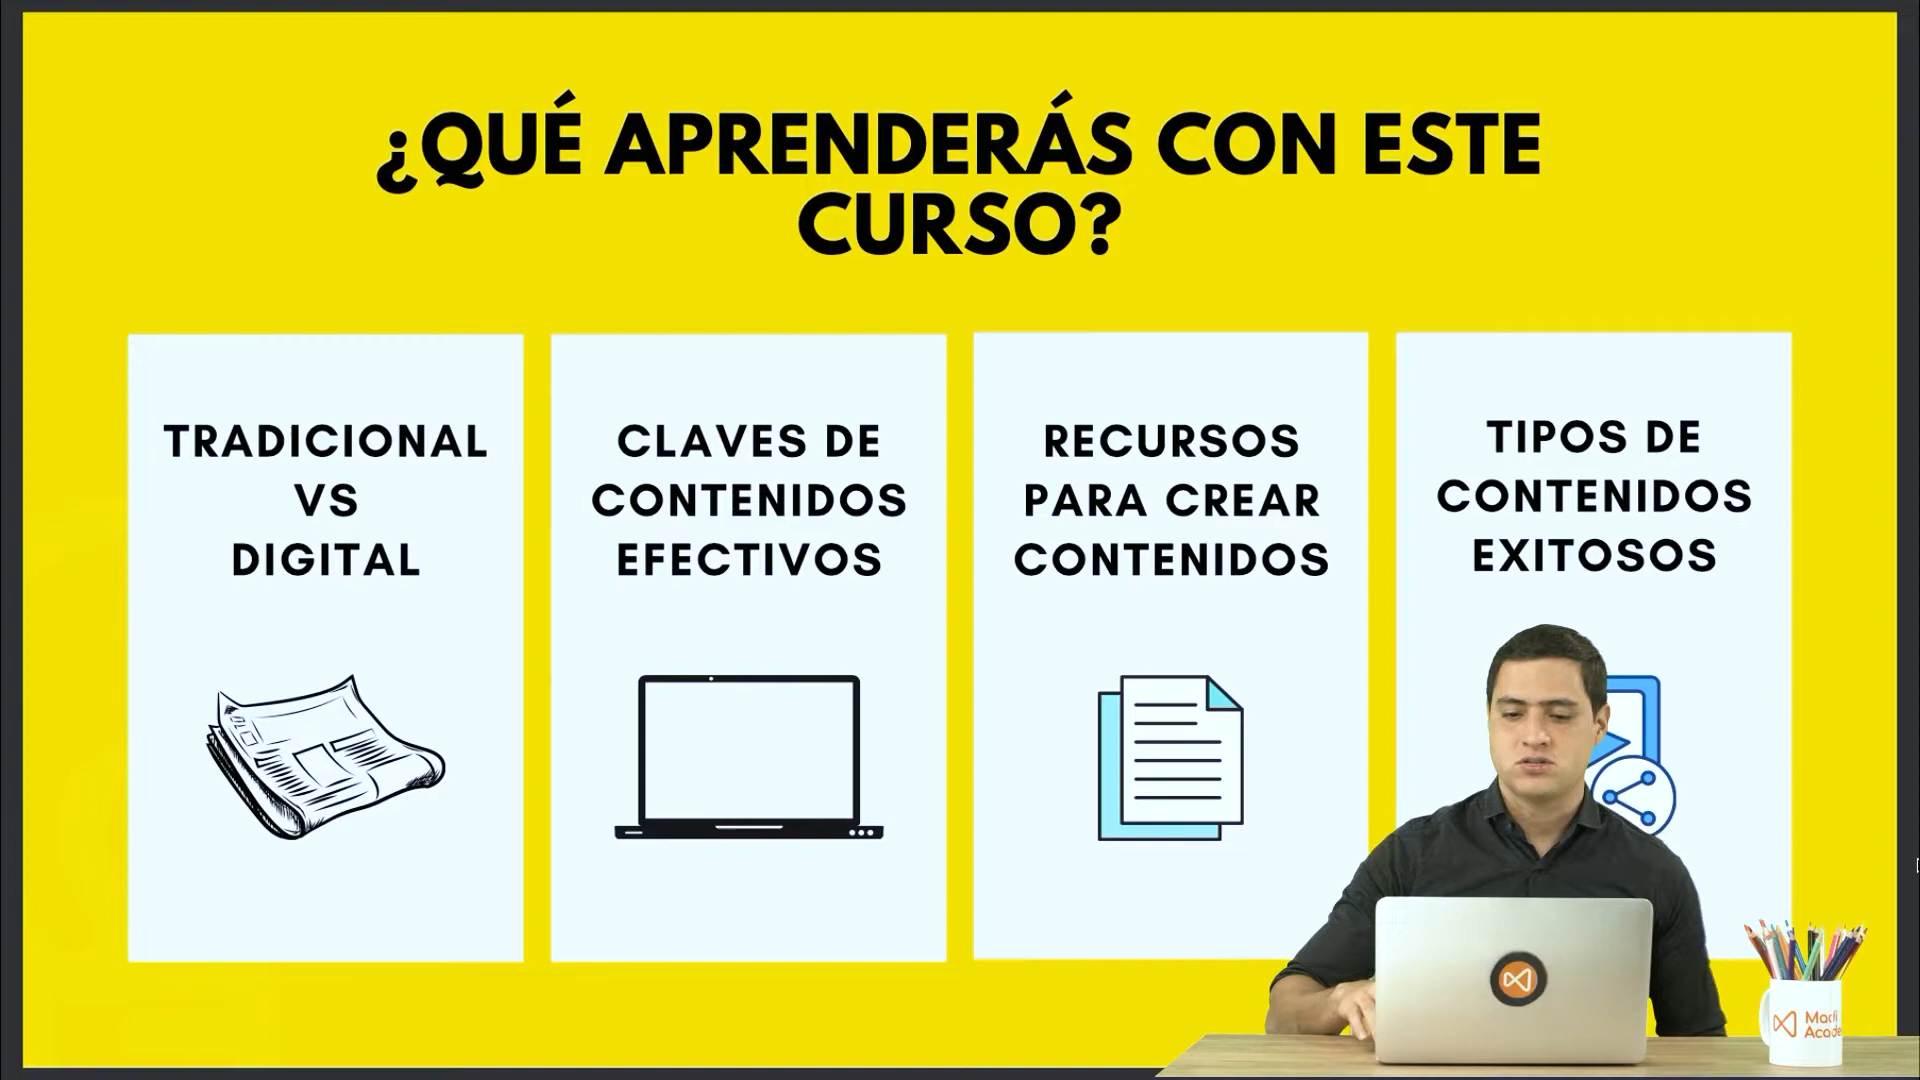 ¿QUÉ APRENDERÁS CON ESTE
CURSO?
TRADICIONAL
VS
DIGITAL
CLAVES DE
CONTENIDOS
EFECTIVOS
RECURSOS
PARA CREAR
CONTENIDOS
TIPOS DE
CONTENIDOS
EXITOSOS